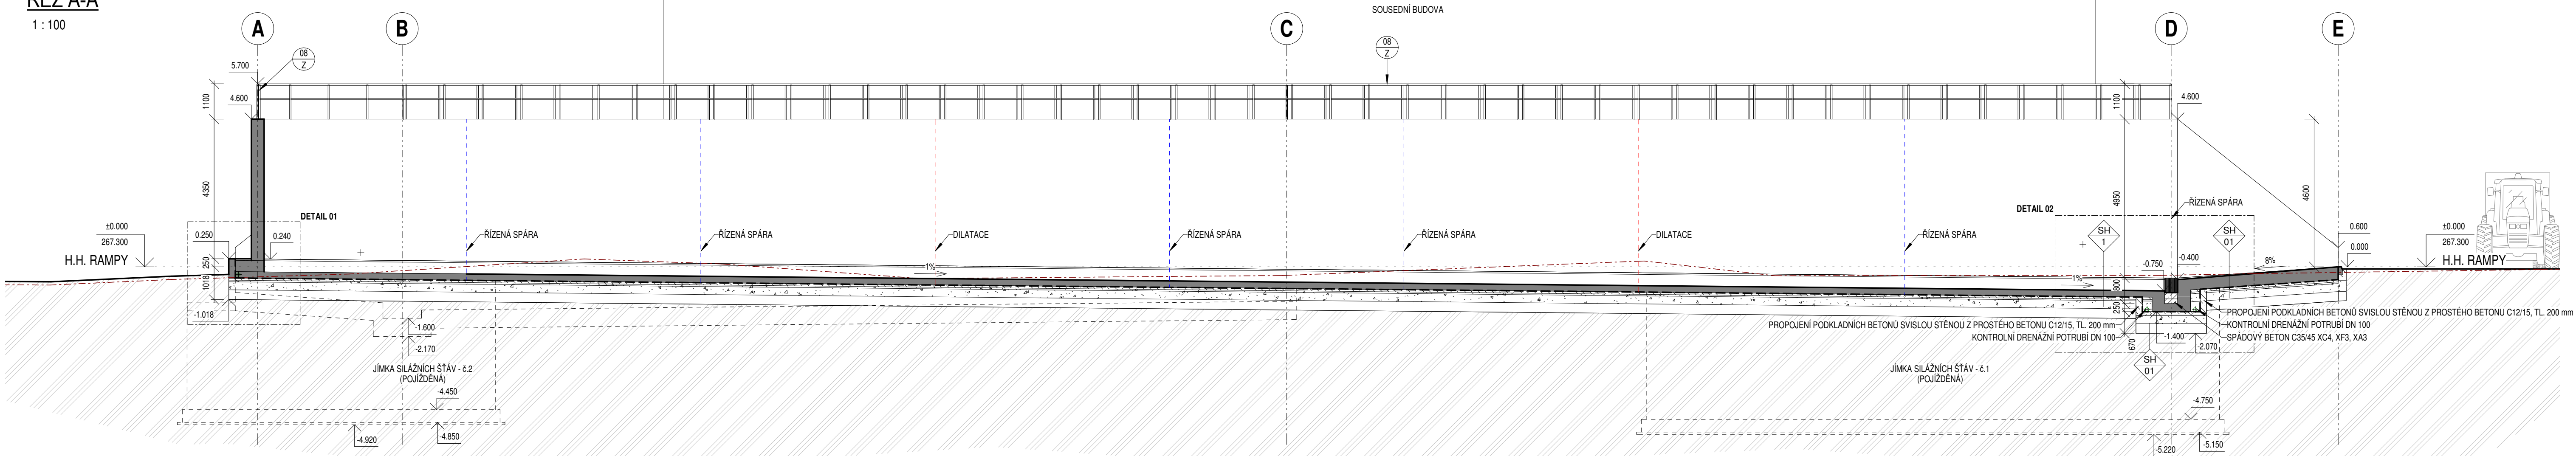 ŘEZ A-A
1 : 100
SOUSEDNÍ BUDOVA
A
B
C
D
E
08
Z
08
Z
5.700
4.600
1100
4350
1100
4.600
4950
4600
DETAIL 01
DETAIL 02
±0.000
267.300
H.H. RAMPY
0.250
0.240
250
1018
-1.018
ŘÍZENÁ SPÁRA
ŘÍZENÁ SPÁRA
DILATACE
ŘÍZENÁ SPÁRA
ŘÍZENÁ SPÁRA
DILATACE
ŘÍZENÁ SPÁRA
ŘÍZENÁ SPÁRA
SH
1
SH
01
0.600
0.000
±0.000
267.300
H.H. RAMPY
1%
1%
8%
-0.750
-0.400
800
250
670
-1.600
-2.170
PROPOJENÍ PODKLADNÍCH BETONŮ SVISLOU STĚNOU Z PROSTÉHO BETONU C12/15, TL. 200 mm
KONTROLNÍ DRENÁŽNÍ POTRUBÍ DN 100
PROPOJENÍ PODKLADNÍCH BETONŮ SVISLOU STĚNOU Z PROSTÉHO BETONU C12/15, TL. 200 mm
KONTROLNÍ DRENÁŽNÍ POTRUBÍ DN 100
SPÁDOVÝ BETON C35/45 XC4, XF3, XA3
-1.400
-2.070
SH
01
JÍMKA SILÁŽNÍCH ŠŤÁV - č.2
(POJÍŽDĚNÁ)
JÍMKA SILÁŽNÍCH ŠŤÁV - č.1
(POJÍŽDĚNÁ)
-4.450
-4.920
-4.850
-4.750
-5.220
-5.150